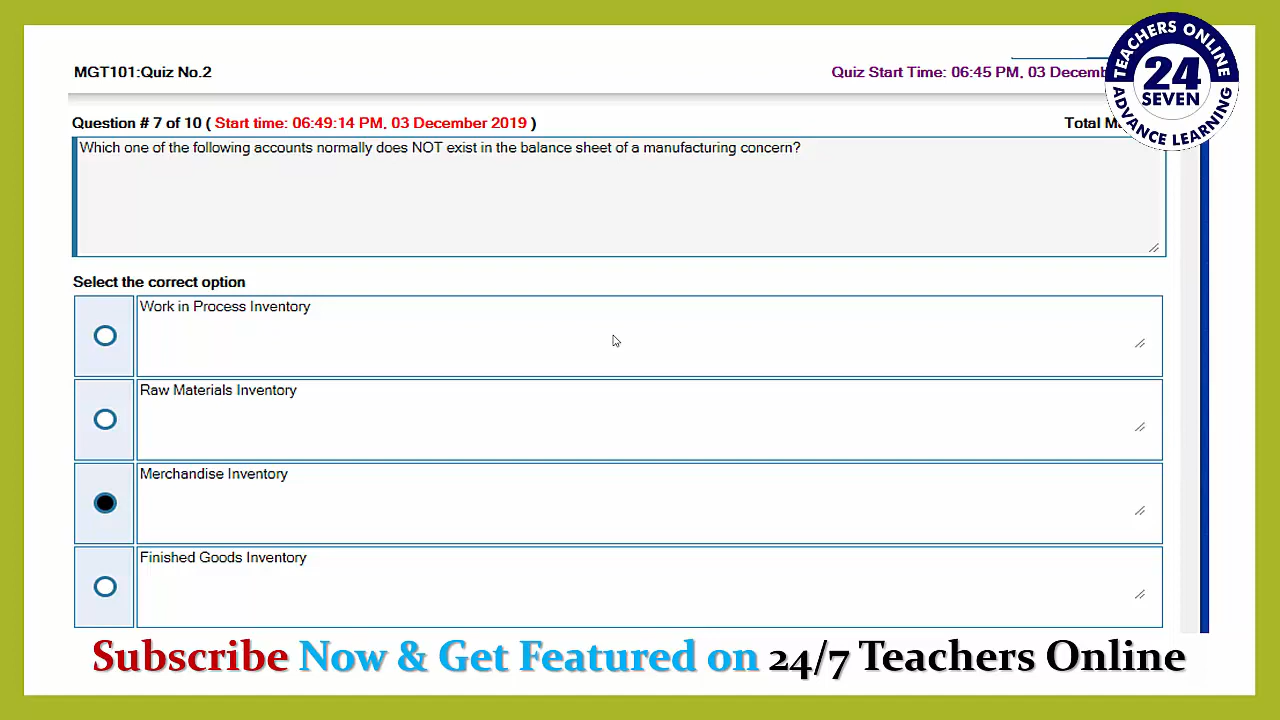 MGT101:Quiz No.2
Quiz Start Time: 06:45 PM, 03
TEACHERS ONLINE
24
SEVEN
ADVANCE LEARNING
Question # 7 of 10 ( Start time: 06:49:14 PM, 03 December 2019 )
Total
Which one of the following accounts normally does NOT exist in the balance sheet of a manufacturing concern?
Select the correct option
Work in Process Inventory
Raw Materials Inventory
Merchandise Inventory
Finished Goods Inventory
Subscribe Now & Get Featured on 24/7 Teachers Online